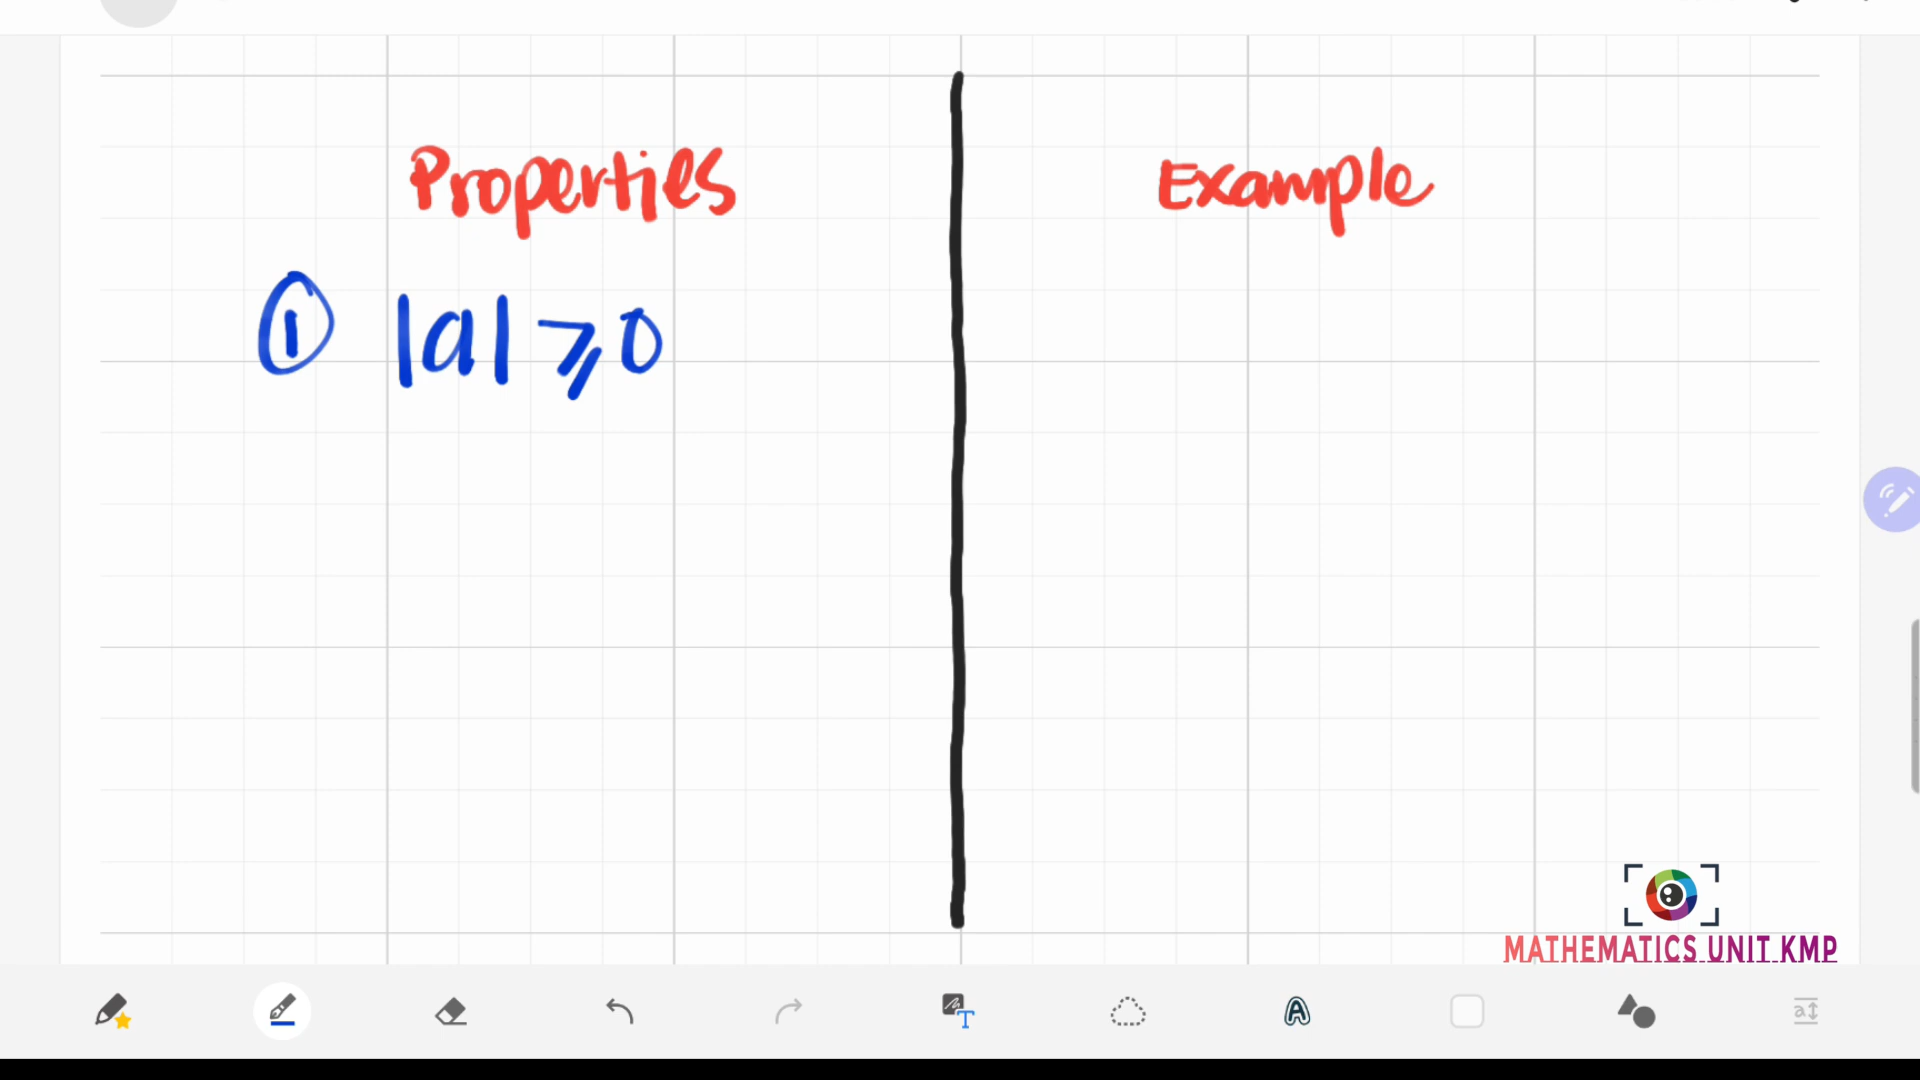 Properties
Example
① |a| ⩾ 0
MATHEMATICS UNIT KMP